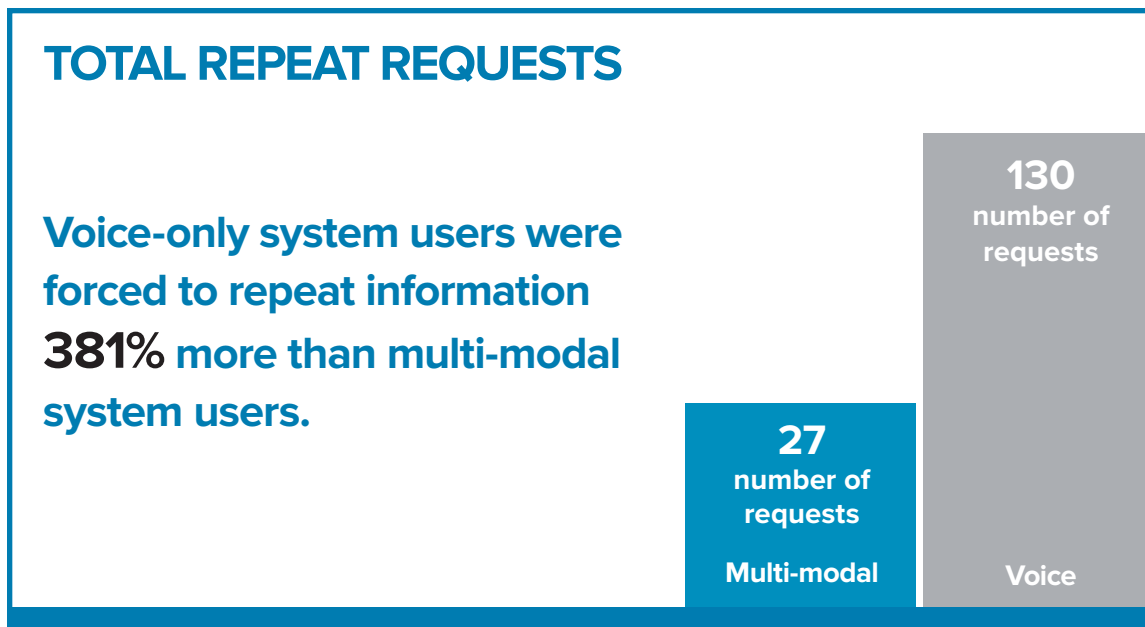 TOTAL REPEAT REQUESTS
Voice-only system users were
forced to repeat information
381% more than multi-modal
system users.
27
number of
requests
Multi-modal
130
number of
requests
Voice